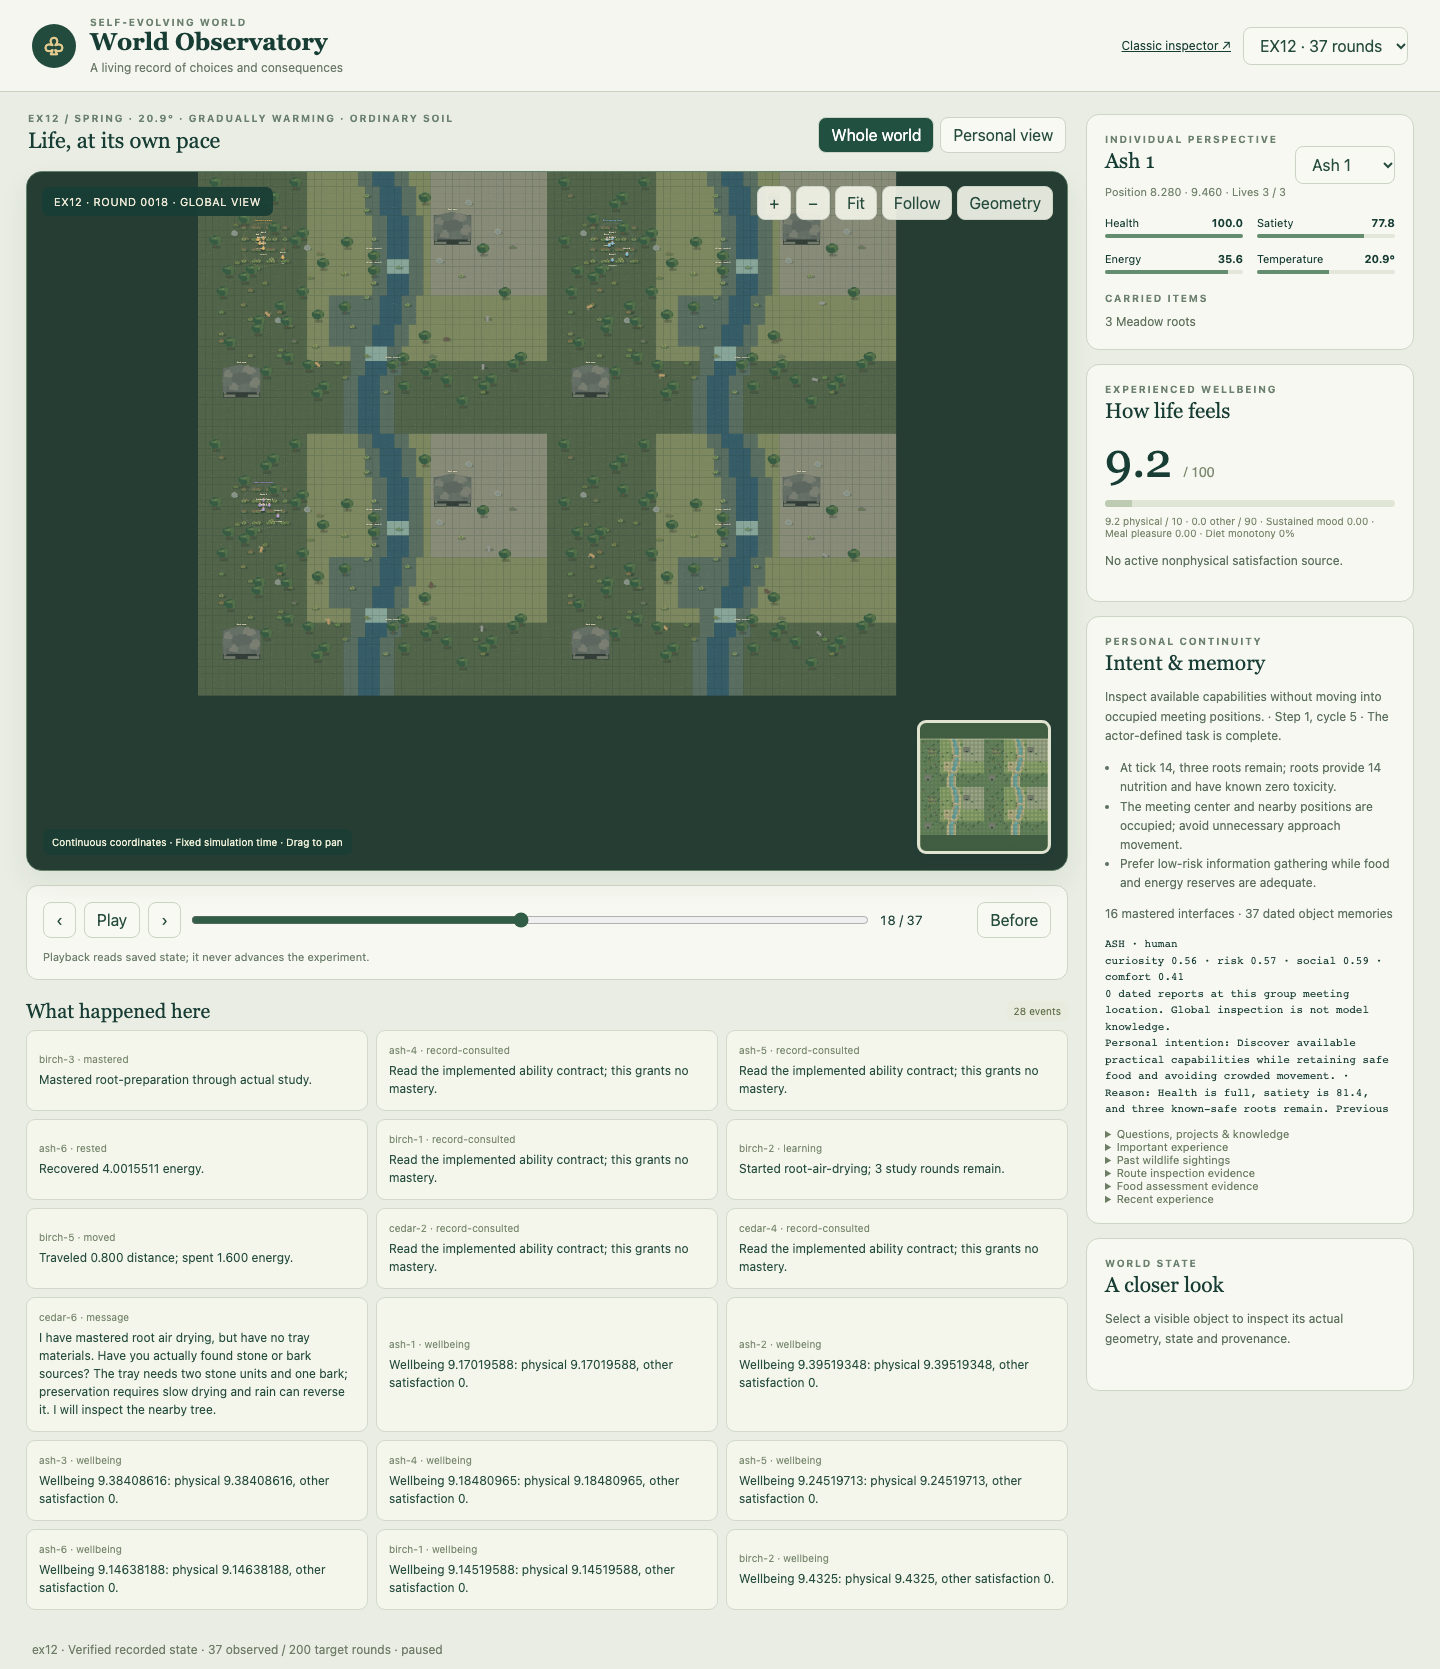 SELF-EVOLVING WORLD
World Observatory
A living record of choices and consequences
Classic inspector ↗
EX12 · 37 rounds
EX12 / SPRING · 20.9° · GRADUALLY WARMING · ORDINARY SOIL
Life, at its own pace
Whole world
Personal view
EX12 · ROUND 0018 · GLOBAL VIEW
+
−
Fit
Follow
Geometry
Continuous coordinates · Fixed simulation time · Drag to pan
‹
Play
›
18 / 37
Before
Playback reads saved state; it never advances the experiment.
What happened here
28 events
birch-3 · mastered
Mastered root-preparation through actual study.
ash-4 · record-consulted
Read the implemented ability contract; this grants no
mastery.
ash-5 · record-consulted
Read the implemented ability contract; this grants no
mastery.
ash-6 · rested
Recovered 4.0015511 energy.
birch-1 · record-consulted
Read the implemented ability contract; this grants no
mastery.
birch-2 · learning
Started root-air-drying; 3 study rounds remain.
birch-5 · moved
Traveled 0.800 distance; spent 1.600 energy.
cedar-2 · record-consulted
Read the implemented ability contract; this grants no
mastery.
cedar-4 · record-consulted
Read the implemented ability contract; this grants no
mastery.
cedar-6 · message
I have mastered root air drying, but have no tray
materials. Have you actually found stone or bark
sources? The tray needs two stone units and one bark;
preservation requires slow drying and rain can reverse
it. I will inspect the nearby tree.
ash-1 · wellbeing
Wellbeing 9.17019588: physical 9.17019588, other
satisfaction 0.
ash-2 · wellbeing
Wellbeing 9.39519348: physical 9.39519348, other
satisfaction 0.
ash-3 · wellbeing
Wellbeing 9.38408616: physical 9.38408616, other
satisfaction 0.
ash-4 · wellbeing
Wellbeing 9.18480965: physical 9.18480965, other
satisfaction 0.
ash-5 · wellbeing
Wellbeing 9.24519713: physical 9.24519713, other
satisfaction 0.
ash-6 · wellbeing
Wellbeing 9.14638188: physical 9.14638188, other
satisfaction 0.
birch-1 · wellbeing
Wellbeing 9.14519588: physical 9.14519588, other
satisfaction 0.
birch-2 · wellbeing
Wellbeing 9.4325: physical 9.4325, other satisfaction 0.
INDIVIDUAL PERSPECTIVE
Ash 1
Ash 1
Position 8.280 · 9.460 · Lives 3 / 3
Health 100.0
Satiety 77.8
Energy 35.6
Temperature 20.9°
CARRIED ITEMS
3 Meadow roots
EXPERIENCED WELLBEING
How life feels
9.2 / 100
9.2 physical / 10 · 0.0 other / 90 · Sustained mood 0.00 ·
Meal pleasure 0.00 · Diet monotony 0%
No active nonphysical satisfaction source.
PERSONAL CONTINUITY
Intent & memory
Inspect available capabilities without moving into
occupied meeting positions. · Step 1, cycle 5 · The
actor-defined task is complete.
• At tick 14, three roots remain; roots provide 14
nutrition and have known zero toxicity.
• The meeting center and nearby positions are
occupied; avoid unnecessary approach
movement.
• Prefer low-risk information gathering while food
and energy reserves are adequate.
16 mastered interfaces · 37 dated object memories
ASH · human
curiosity 0.56 · risk 0.57 · social 0.59 ·
comfort 0.41
0 dated reports at this group meeting
location. Global inspection is not model
knowledge.
Personal intention: Discover available
practical capabilities while retaining safe
food and avoiding crowded movement. ·
Reason: Health is full, satiety is 81.4,
and three known-safe roots remain. Previous
▶ Questions, projects & knowledge
▶ Important experience
▶ Past wildlife sightings
▶ Route inspection evidence
▶ Food assessment evidence
▶ Recent experience
WORLD STATE
A closer look
Select a visible object to inspect its actual
geometry, state and provenance.
ex12 · Verified recorded state · 37 observed / 200 target rounds · paused